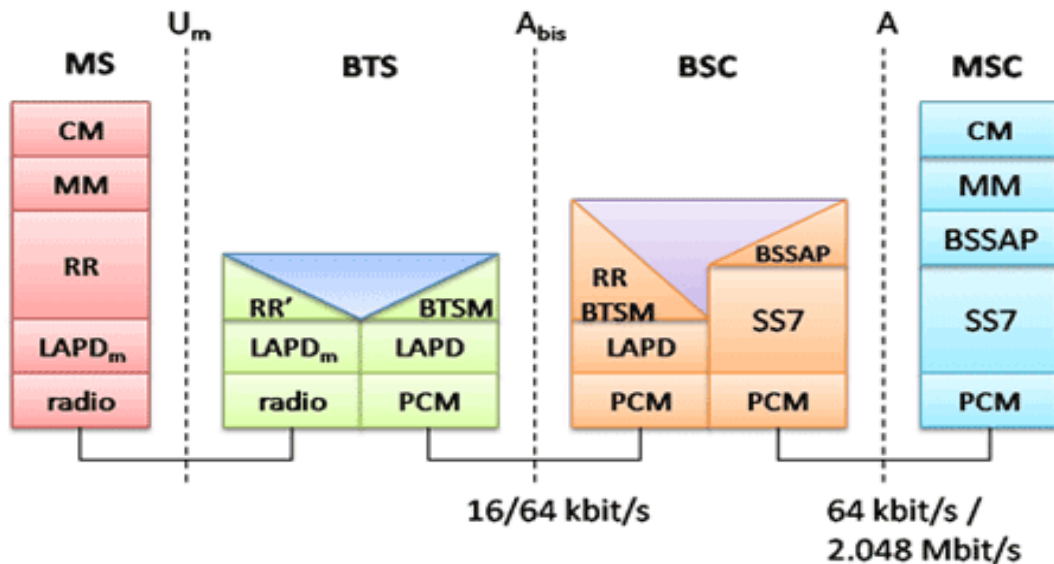 Um Abis A
MS BTS BSC MSC
CM CM
MM MM
RR BSSAP
RR BSSAP
RR′ BTSM BTSM SS7 SS7
LAPDm LAPDm LAPD LAPD
radio radio PCM PCM PCM PCM
16/64 kbit/s 64 kbit/s /
2.048 Mbit/s